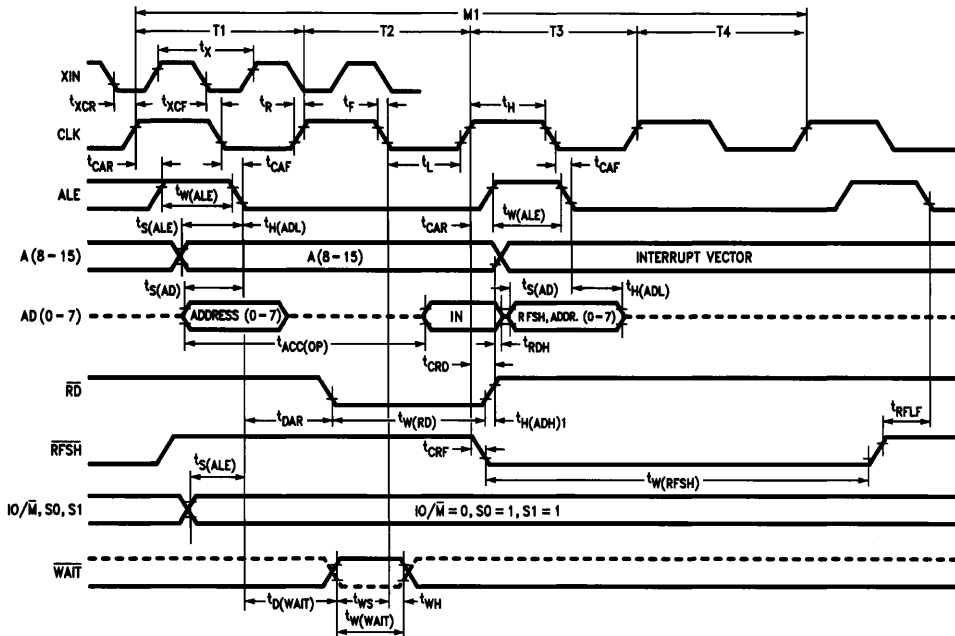 M1
T1 T2 T3 T4
tX
XIN
tXCR tXCF tR tF tH
CLK
tCAR tCAF tL tCAF
ALE
tW(ALE) tW(ALE)
tS(ALE) tH(ADL) tCAR
A(8-15) A(8-15) INTERRUPT VECTOR
tS(AD) tS(AD) tH(ADL)
AD(0-7) ADDRESS (0-7) IN RFSH, ADDR. (0-7)
tACC(OP) tRDH
tCRD
R̅D̅
tDAR tW(RD) tH(ADH)1 tRFLF
R̅F̅S̅H̅
tCRF
tS(ALE) tW(RFSH)
IO/M̅, S0, S1 IO/M̅=0, S0=1, S1=1
W̅A̅I̅T̅
tD(WAIT) tWS tWH
tW(WAIT)